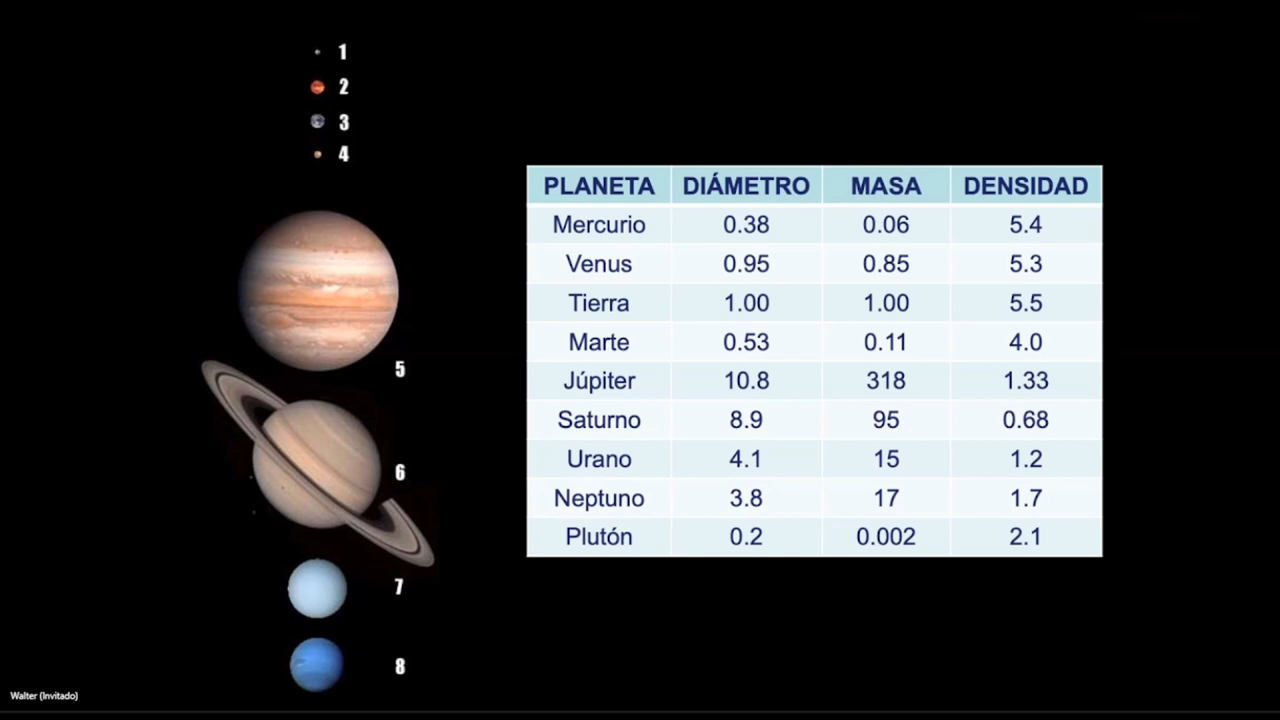 1
2
3
4
5
6
7
8
PLANETA DIÁMETRO MASA DENSIDAD
Mercurio 0.38 0.06 5.4
Venus 0.95 0.85 5.3
Tierra 1.00 1.00 5.5
Marte 0.53 0.11 4.0
Júpiter 10.8 318 1.33
Saturno 8.9 95 0.68
Urano 4.1 15 1.2
Neptuno 3.8 17 1.7
Plutón 0.2 0.002 2.1
Walter (Invitado)